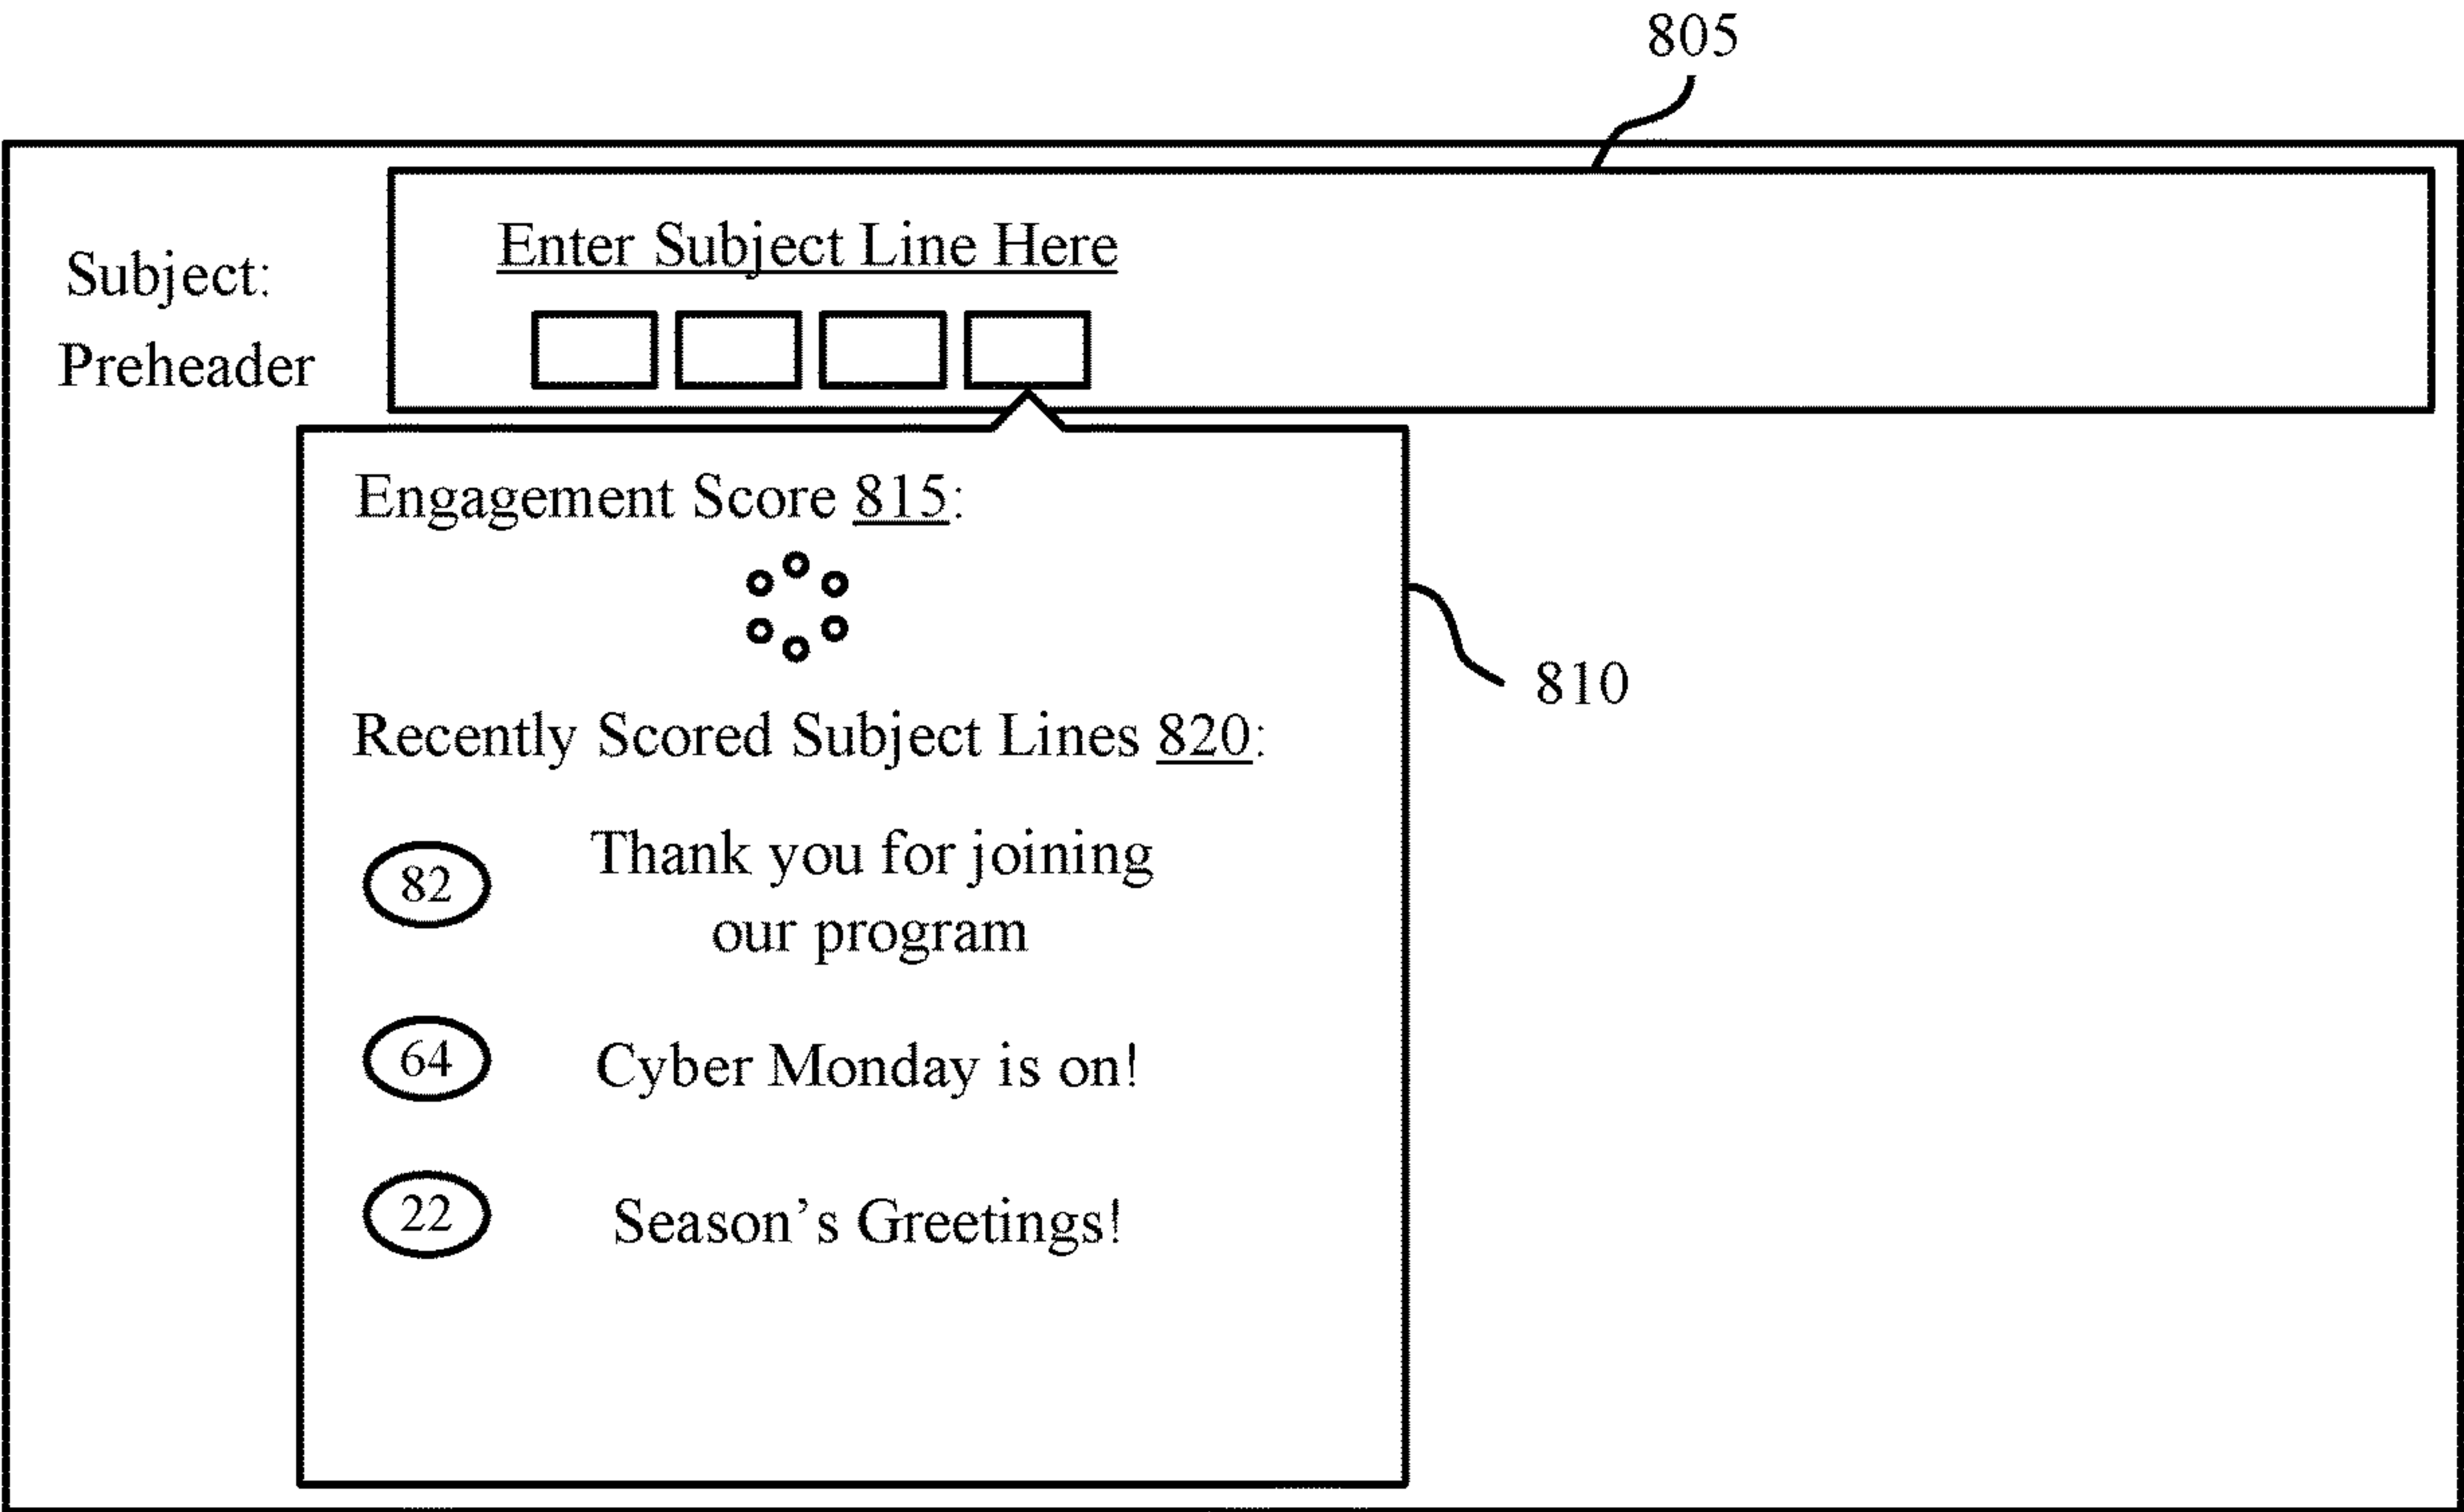 805
Enter Subject Line Here
Subject:
Preheader
Engagement Score 815:
810
Recently Scored Subject Lines 820:
82
Thank you for joining
our program
64
Cyber Monday is on!
22
Season’s Greetings!